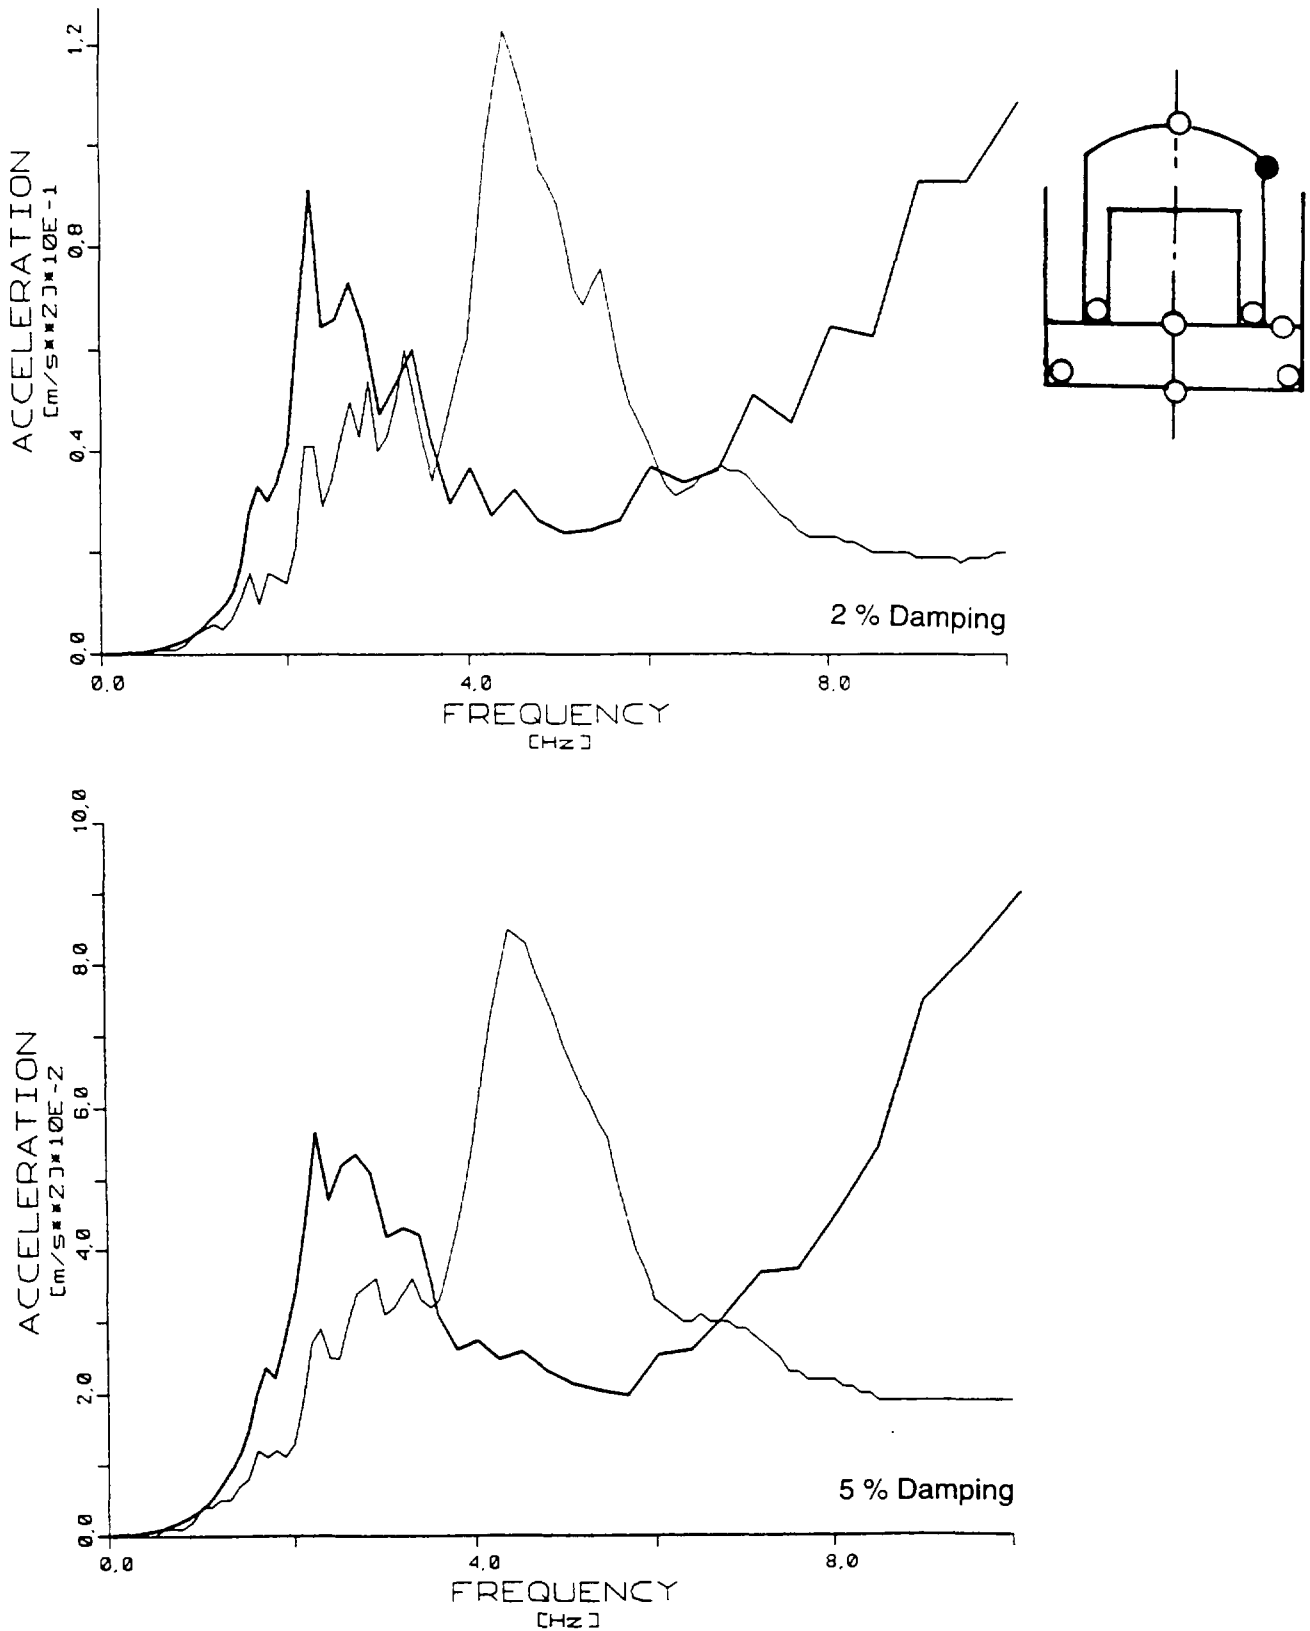 1,2
0,8
0,4
0,0
ACCELERATION
[m/s**2]*10E-1
2 % Damping
0.0
4,0
8.0
FREQUENCY
[Hz]
10,0
8,0
6,0
4,0
2,0
0,0
ACCELERATION
[m/s**2]*10E-2
5 % Damping
0,0
4,0
8,0
FREQUENCY
[Hz]